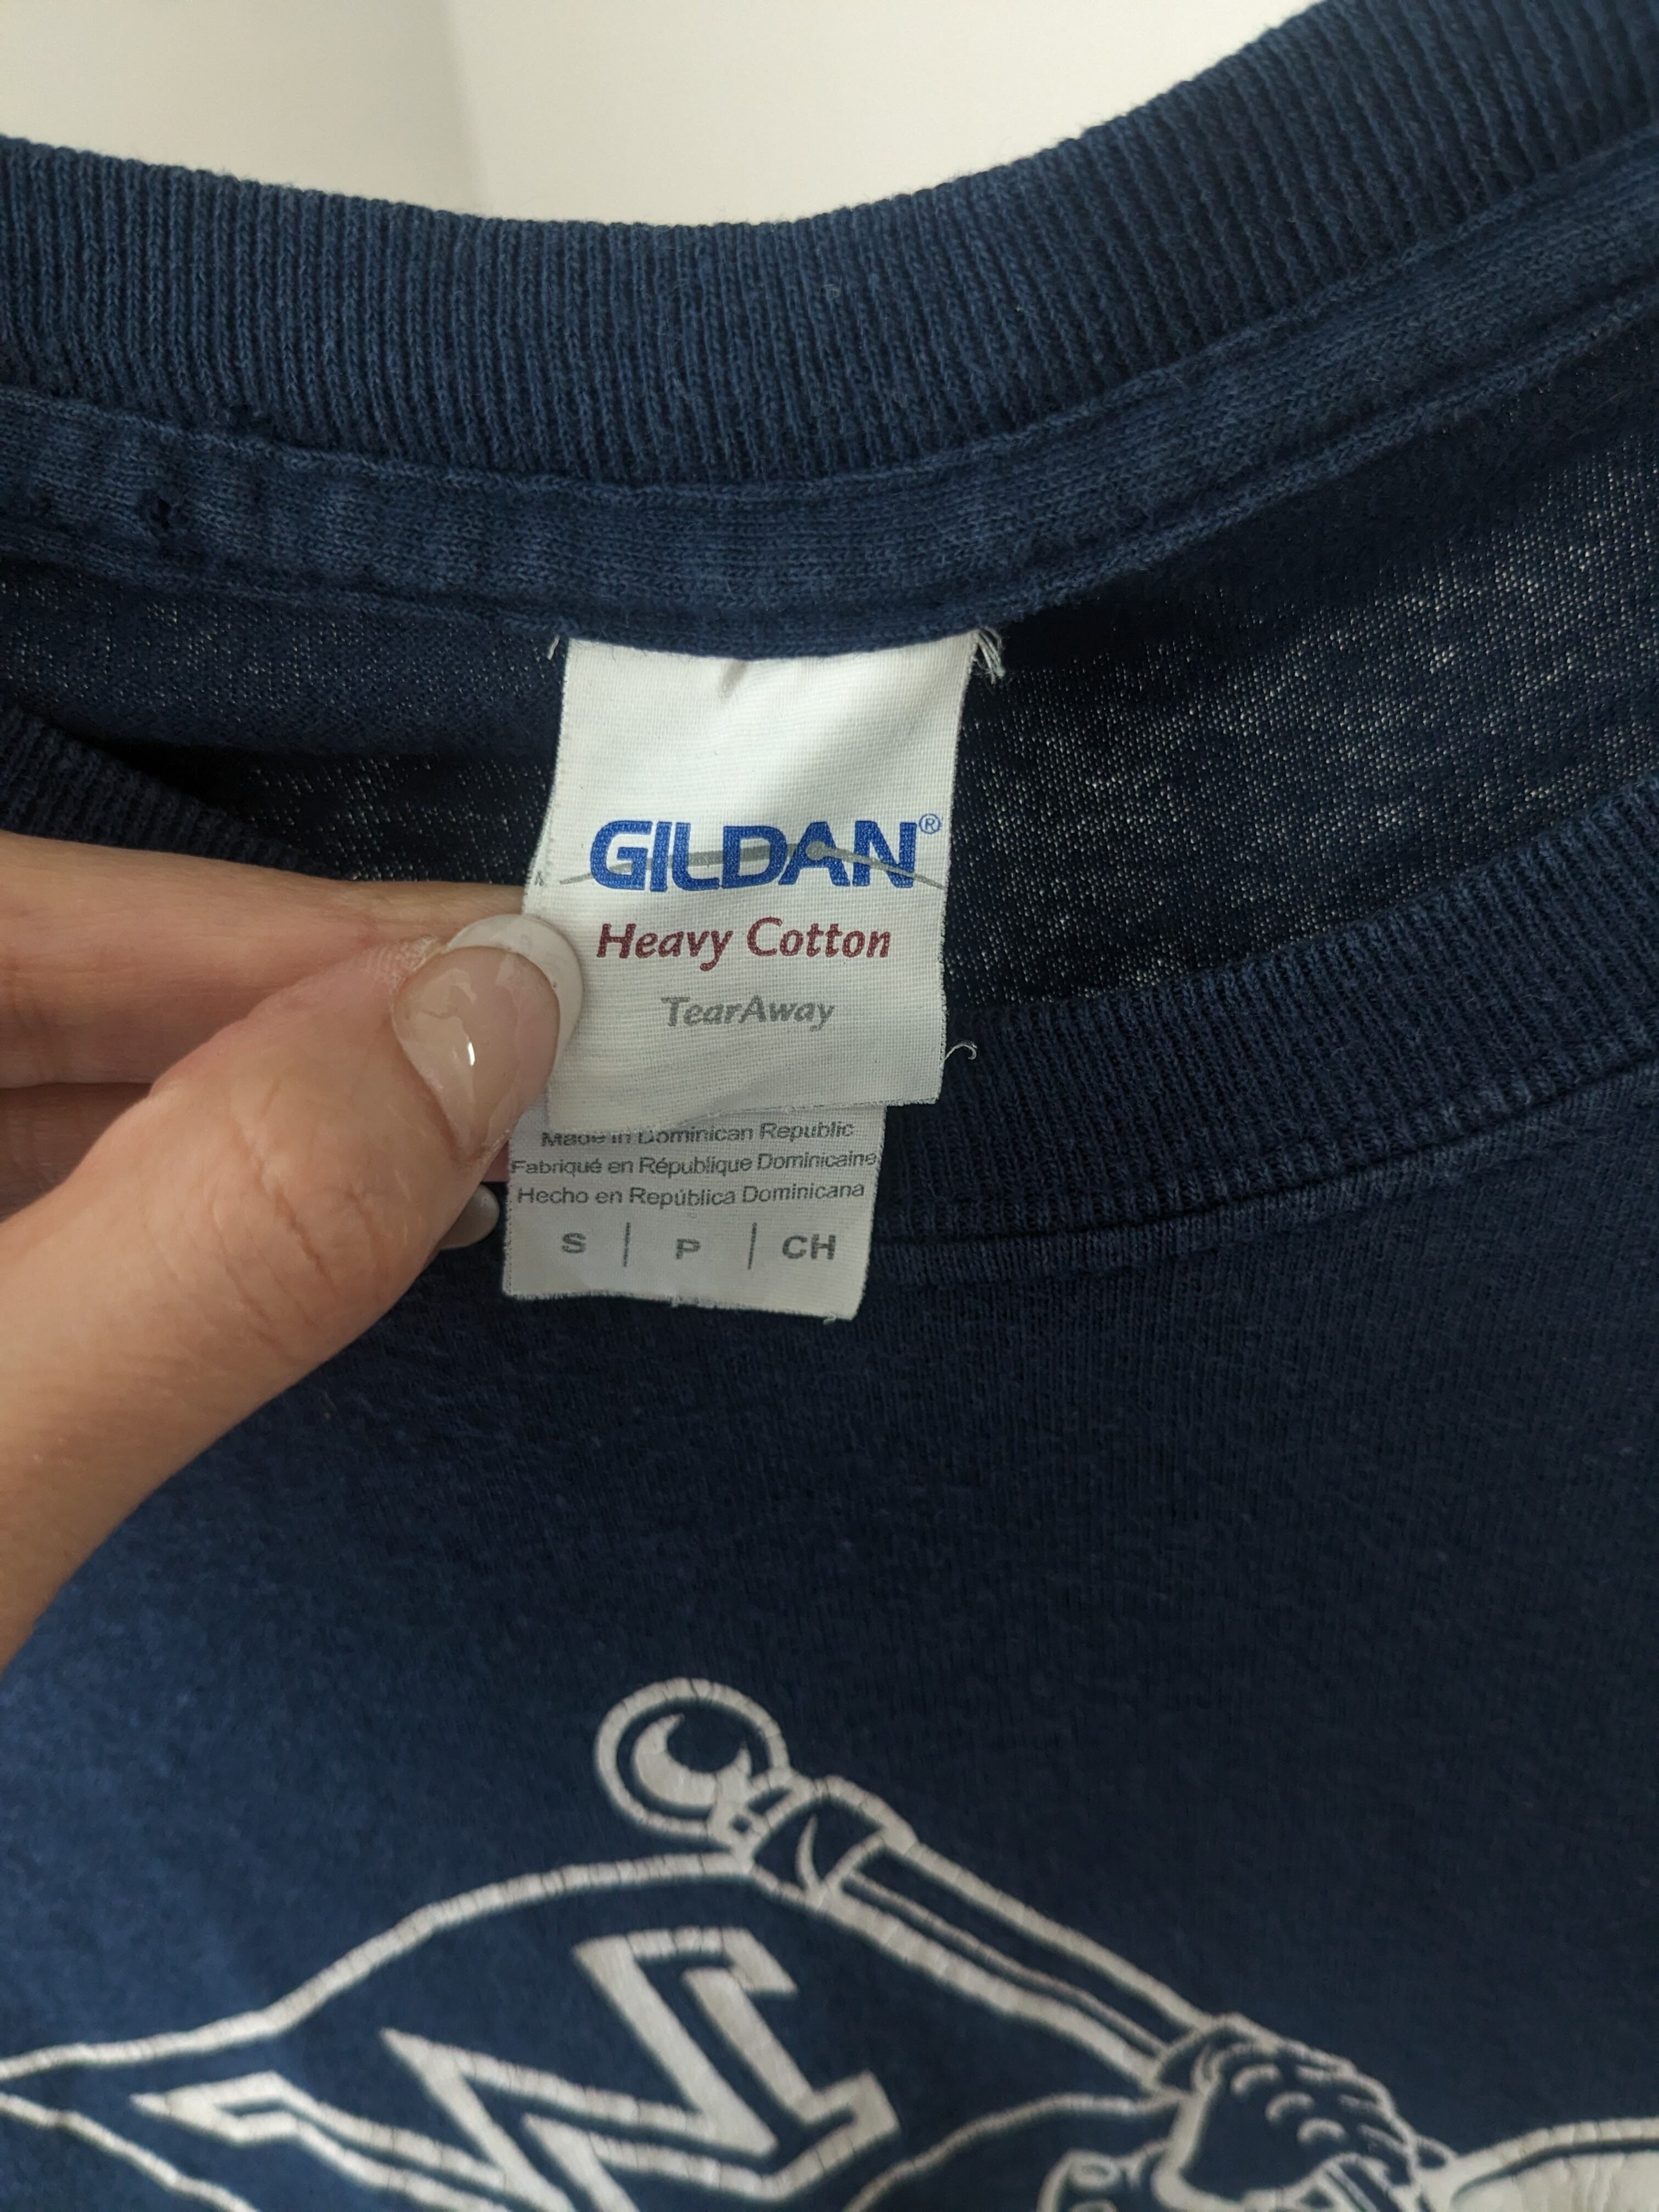 GILDAN®
Heavy Cotton
TearAway
Made in Dominican Republic
Fabriqué en République Dominicaine
Hecho en República Dominicana
S | P | CH
W